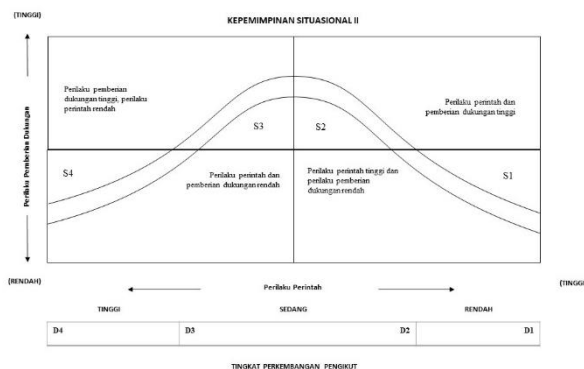 (TINGGI)
KEPEMIMPINAN SITUASIONAL II
Perilaku pemberian
dukungan tinggi, perilaku
perintah rendah
Perilaku perintah dan
pemberian dukungan tinggi
Perilaku Pemberian Dukungan
S3
S2
S4
S1
Perilaku perintah dan
pemberian dukungan rendah
Perilaku perintah tinggi dan
perilaku pemberian
dukungan rendah
(RENDAH)
Perilaku Perintah
(TINGGI
TINGGI
SEDANG
RENDAH
D4
D3
D2
D1
TINGKAT PERKEMBANGAN PENGIKUT